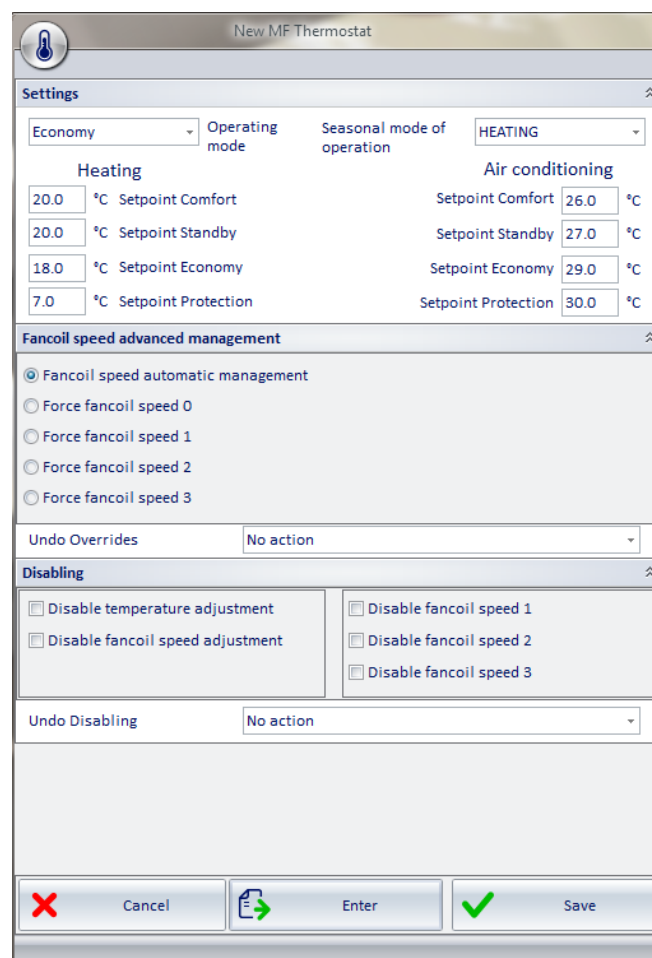 New MF Thermostat
Settings
Economy Operating mode Seasonal mode of operation HEATING
Heating Air conditioning
20.0 °C Setpoint Comfort Setpoint Comfort 26.0 °C
20.0 °C Setpoint Standby Setpoint Standby 27.0 °C
18.0 °C Setpoint Economy Setpoint Economy 29.0 °C
7.0 °C Setpoint Protection Setpoint Protection 30.0 °C
Fancoil speed advanced management
Fancoil speed automatic management
Force fancoil speed 0
Force fancoil speed 1
Force fancoil speed 2
Force fancoil speed 3
Undo Overrides No action
Disabling
Disable temperature adjustment Disable fancoil speed 1
Disable fancoil speed adjustment Disable fancoil speed 2
Disable fancoil speed 3
Undo Disabling No action
Cancel Enter Save